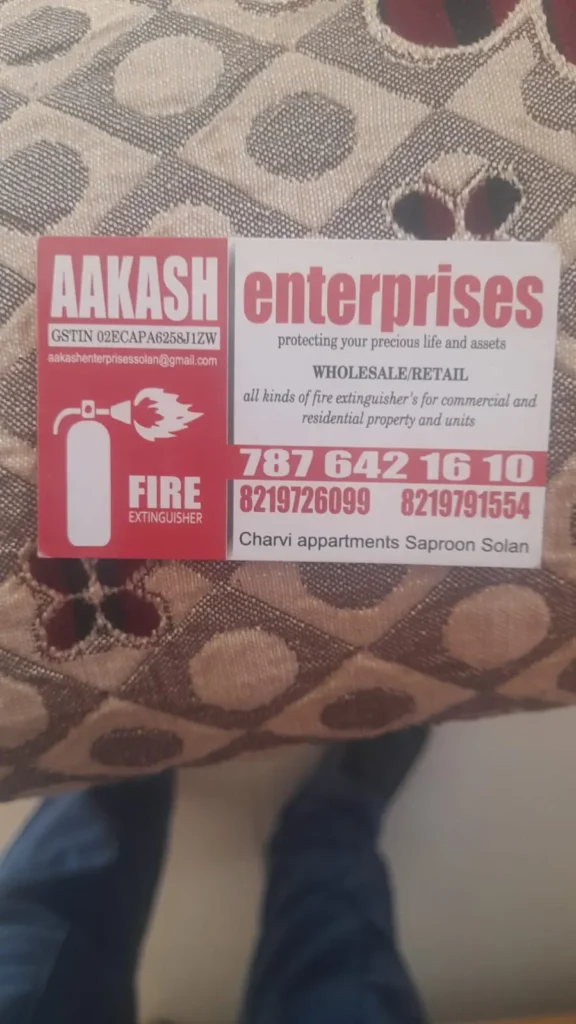 AAKASH
GSTIN 02ECAPA6258J1ZW
aakashenterprisessolan@gmail.com
FIRE
EXTINGUISHER
enterprises
protecting your precious life and assets
WHOLESALE/RETAIL
all kinds of fire extinguisher's for commercial and
residential property and units
787 642 16 10
8219726099 8219791554
Charvi appartments Saproon Solan